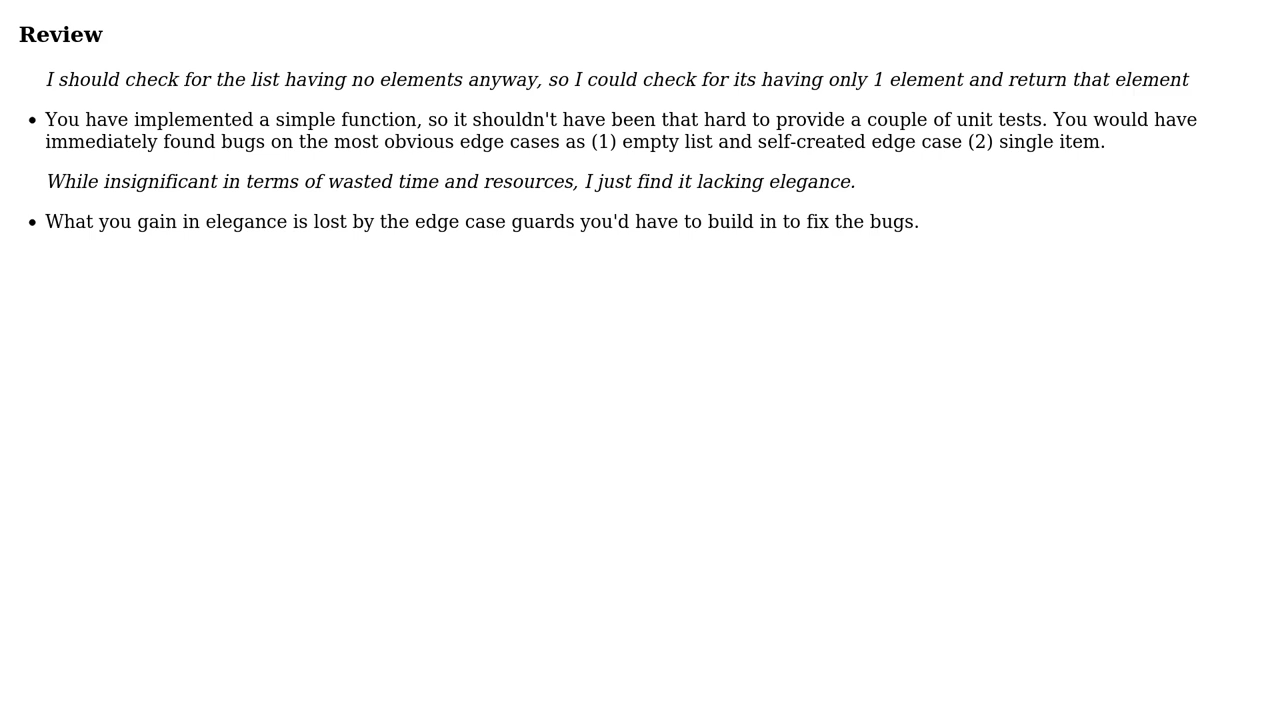 Review
I should check for the list having no elements anyway, so I could check for its having only 1 element and return that element
• You have implemented a simple function, so it shouldn't have been that hard to provide a couple of unit tests. You would have
immediately found bugs on the most obvious edge cases as (1) empty list and self-created edge case (2) single item.
While insignificant in terms of wasted time and resources, I just find it lacking elegance.
• What you gain in elegance is lost by the edge case guards you'd have to build in to fix the bugs.